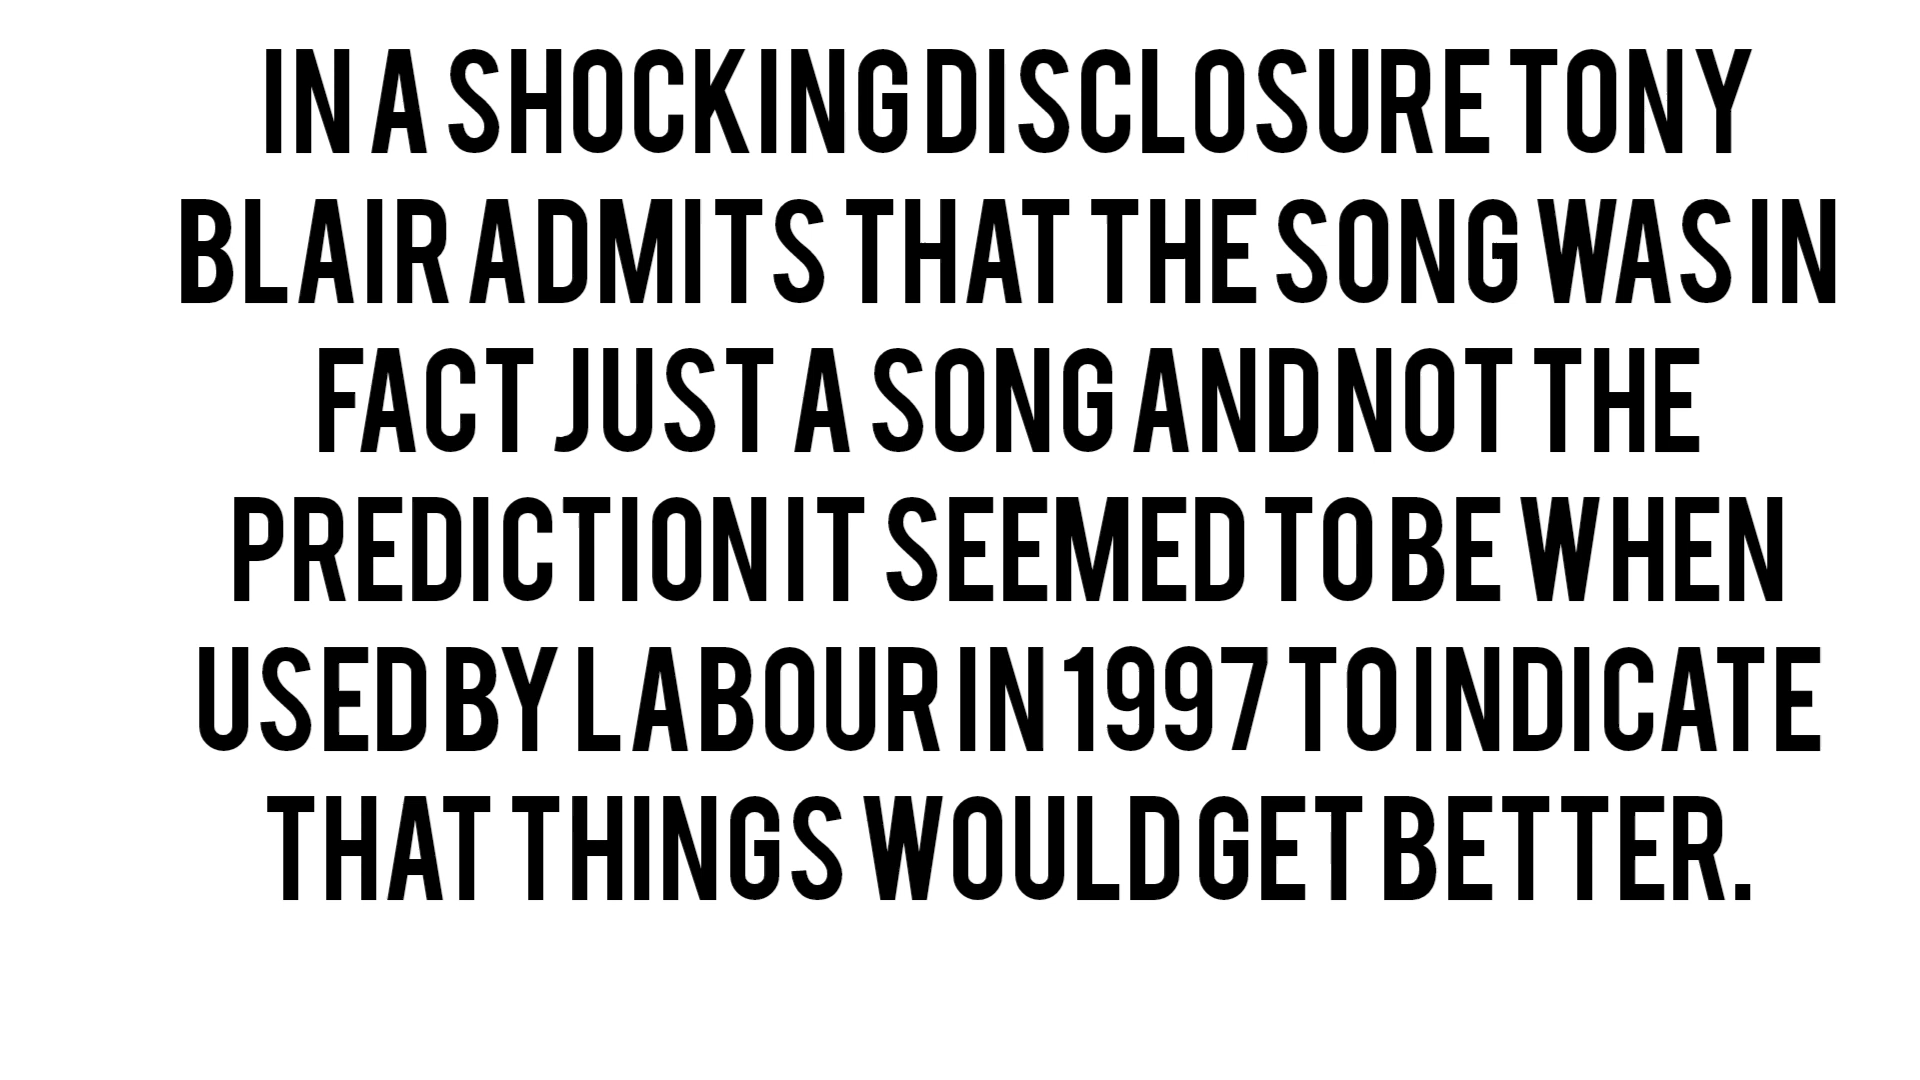 IN A SHOCKING DISCLOSURE TONY
BLAIR ADMITS THAT THE SONG WAS IN
FACT JUST A SONG AND NOT THE
PREDICTION IT SEEMED TO BE WHEN
USED BY LABOUR IN 1997 TO INDICATE
THAT THINGS WOULD GET BETTER.